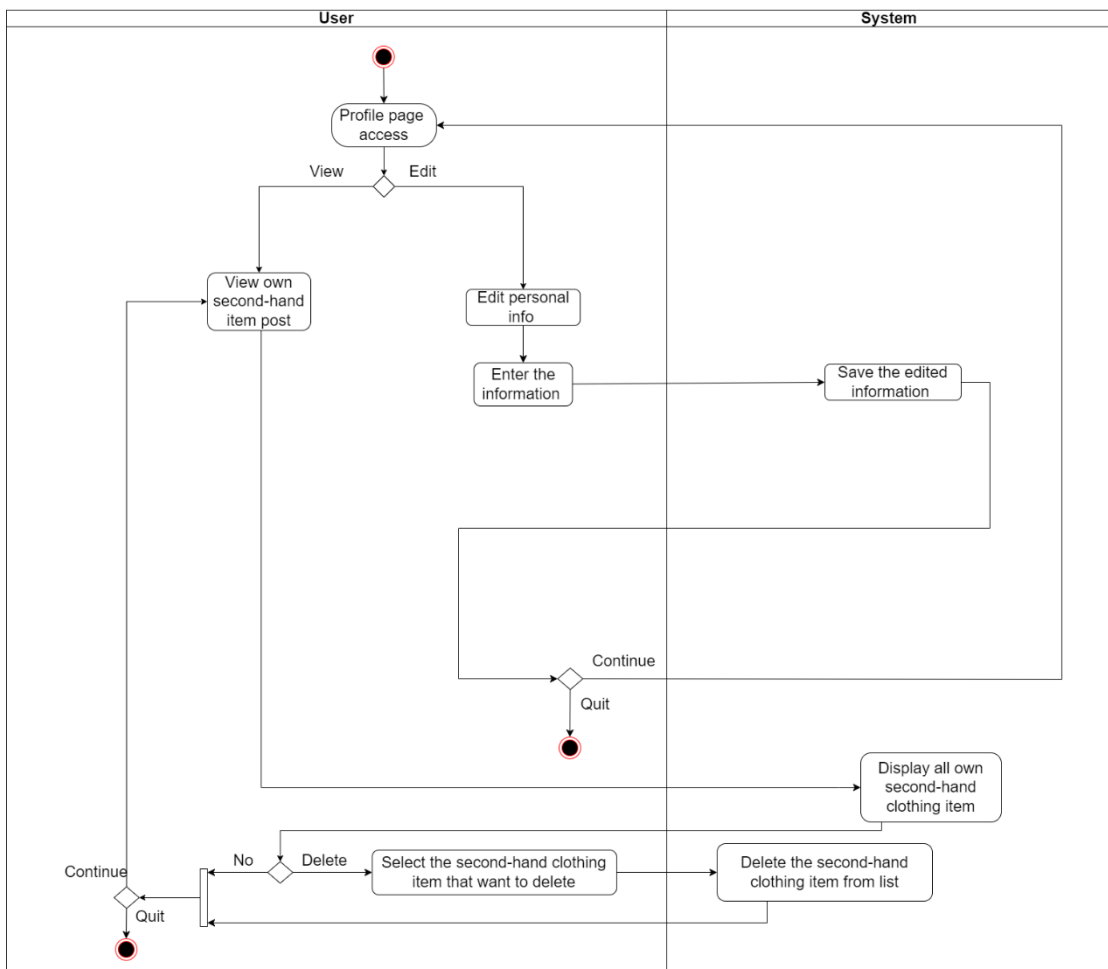 User
System
Profile page
access
View
Edit
View own
second-hand
item post
Edit personal
info
Enter the
information
Save the edited
information
Continue
Quit
Display all own
second-hand
clothing item
No
Delete
Select the second-hand clothing
item that want to delete
Delete the second-hand
clothing item from list
Continue
Quit